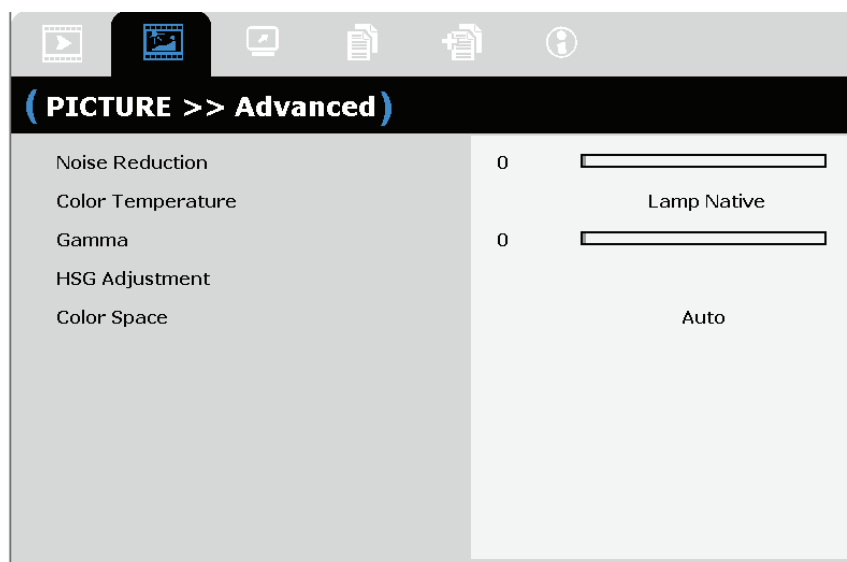 (PICTURE >> Advanced)
Noise Reduction 0
Color Temperature Lamp Native
Gamma 0
HSG Adjustment
Color Space Auto